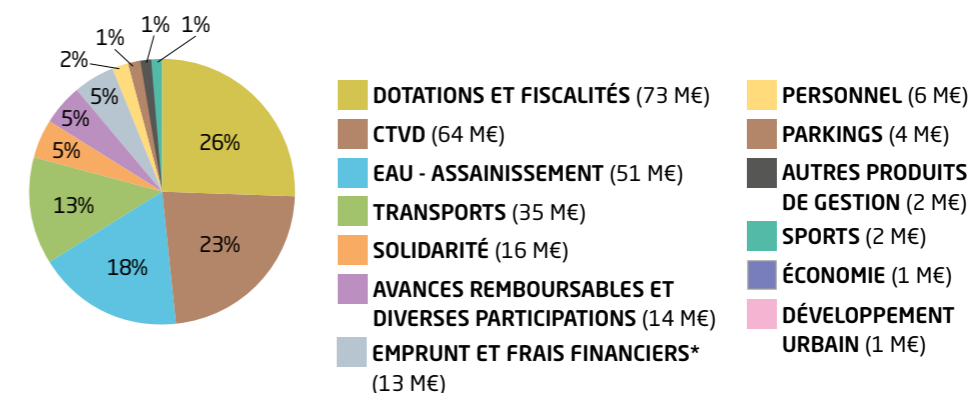 1% 1%
1%
2%
5%
5%
5%
26%
13%
23%
18%
DOTATIONS ET FISCALITÉS (73 M€)
CTVD (64 M€)
EAU - ASSAINISSEMENT (51 M€)
TRANSPORTS (35 M€)
SOLIDARITÉ (16 M€)
AVANCES REMBOURSABLES ET
DIVERSES PARTICIPATIONS (14 M€)
EMPRUNT ET FRAIS FINANCIERS*
(13 M€)
PERSONNEL (6 M€)
PARKINGS (4 M€)
AUTRES PRODUITS
DE GESTION (2 M€)
SPORTS (2 M€)
ÉCONOMIE (1 M€)
DÉVELOPPEMENT
URBAIN (1 M€)